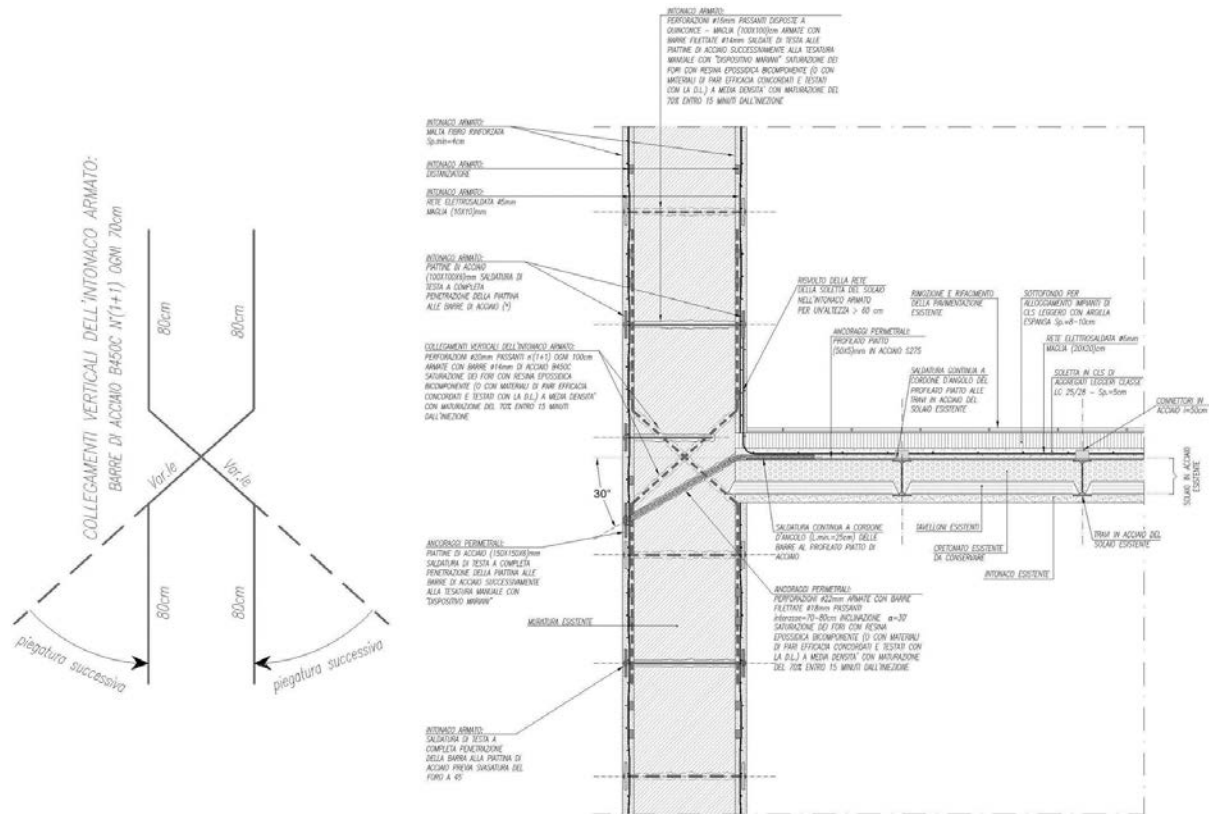 COLLEGAMENTI VERTICALI DELL'INTONACO ARMATO:
BARRE DI ACCIAIO B450C N°(1+1) OGNI 70cm
80cm
80cm
Var.le
Var.le
80cm
80cm
piegatura successiva
piegatura successiva
INTONACO ARMATO:
PERFORAZIONI ø16mm PASSANTI DISPOSTE A
QUINCONCE - MAGLIA (100X100)cm ARMATE CON
BARRE FILETTATE ø14mm SALDATE DI TESTA ALLE
PIATTINE DI ACCIAIO SUCCESSIVAMENTE ALLA TESATURA
MANUALE CON "DISPOSITIVO MARIANI" SATURAZIONE DEI
FORI CON RESINA EPOSSIDICA BICOMPONENTE (O CON
MATERIALI DI PARI EFFICACIA CONCORDATI E TESTATI
CON LA D.L.) A MEDIA DENSITA' CON MATURAZIONE DEL
70% ENTRO 15 MINUTI DALL'INIEZIONE
INTONACO ARMATO:
MALTA FIBRO RINFORZATA
Sp.min=4cm
INTONACO ARMATO:
DISTANZIATORE
INTONACO ARMATO:
RETE ELETTROSALDATA ø5mm
MAGLIA (10X10)mm
INTONACO ARMATO:
PIATTINE DI ACCIAIO
(100X100X8)mm SALDATURA DI
TESTA A COMPLETA
PENETRAZIONE DELLA PIATTINA
ALLE BARRE DI ACCIAIO (*)
COLLEGAMENTI VERTICALI DELL'INTONACO ARMATO:
PERFORAZIONI ø20mm PASSANTI n°(1+1) OGNI 100cm
ARMATE CON BARRE ø14mm DI ACCIAIO B450C
SATURAZIONE DEI FORI CON RESINA EPOSSIDICA
BICOMPONENTE (O CON MATERIALI DI PARI EFFICACIA
CONCORDATI E TESTATI CON LA D.L.) A MEDIA DENSITA'
CON MATURAZIONE DEL 70% ENTRO 15 MINUTI
DALL'INIEZIONE
30°
ANCORAGGI PERIMETRALI:
PIATTINE DI ACCIAIO (150X150X8)mm
SALDATURA DI TESTA A COMPLETA
PENETRAZIONE DELLA PIATTINA ALLE
BARRE DI ACCIAIO SUCCESSIVAMENTE
ALLA TESATURA MANUALE CON
"DISPOSITIVO MARIANI"
MURATURA ESISTENTE
INTONACO ARMATO:
SALDATURA DI TESTA A
COMPLETA PENETRAZIONE
DELLA BARRA ALLA PIATTINA DI
ACCIAIO PREVIA SVASATURA DEL
FORO A 45°
RISVOLTO DELLA RETE
DELLA SOLETTA DEL SOLAIO
NELL'INTONACO ARMATO
PER UN'ALTEZZA > 60 cm
ANCORAGGI PERIMETRALI:
PROFILATO PIATTO
(50X5)mm IN ACCIAIO S275
RIMOZIONE E RIFACIMENTO
DELLA PAVIMENTAZIONE
ESISTENTE
SALDATURA CONTINUA A
CORDONE D'ANGOLO DEL
PROFILATO PIATTO ALLE
TRAVI IN ACCIAIO DEL
SOLAIO ESISTENTE
SOTTOFONDO PER
ALLOGGIAMENTO IMPIANTI DI
CLS LEGGERO CON ARGILLA
ESPANSA Sp.=8-10cm
RETE ELETTROSALDATA ø6mm
MAGLIA (20X20)cm
SOLETTA IN CLS DI
AGGREGATI LEGGERI CLASSE
LC 25/28 - Sp.=5cm
CONNETTORI IN
ACCIAIO i=50cm
SOLAIO IN ACCIAIO
ESISTENTE
SALDATURA CONTINUA A CORDONE
D'ANGOLO (L.min.=25cm) DELLE
BARRE AL PROFILATO PIATTO DI
ACCIAIO
TAVELLONI ESISTENTI
CRETONATO ESISTENTE
DA CONSERVARE
INTONACO ESISTENTE
TRAVI IN ACCIAIO DEL
SOLAIO ESISTENTE
ANCORAGGI PERIMETRALI:
PERFORAZIONI ø22mm ARMATE CON BARRE
FILETTATE ø18mm PASSANTI
interasse=70-80cm INCLINAZIONE α=30°
SATURAZIONE DEI FORI CON RESINA
EPOSSIDICA BICOMPONENTE (O CON MATERIALI
DI PARI EFFICACIA CONCORDATI E TESTATI CON
LA D.L.) A MEDIA DENSITA' CON MATURAZIONE
DEL 70% ENTRO 15 MINUTI DALL'INIEZIONE